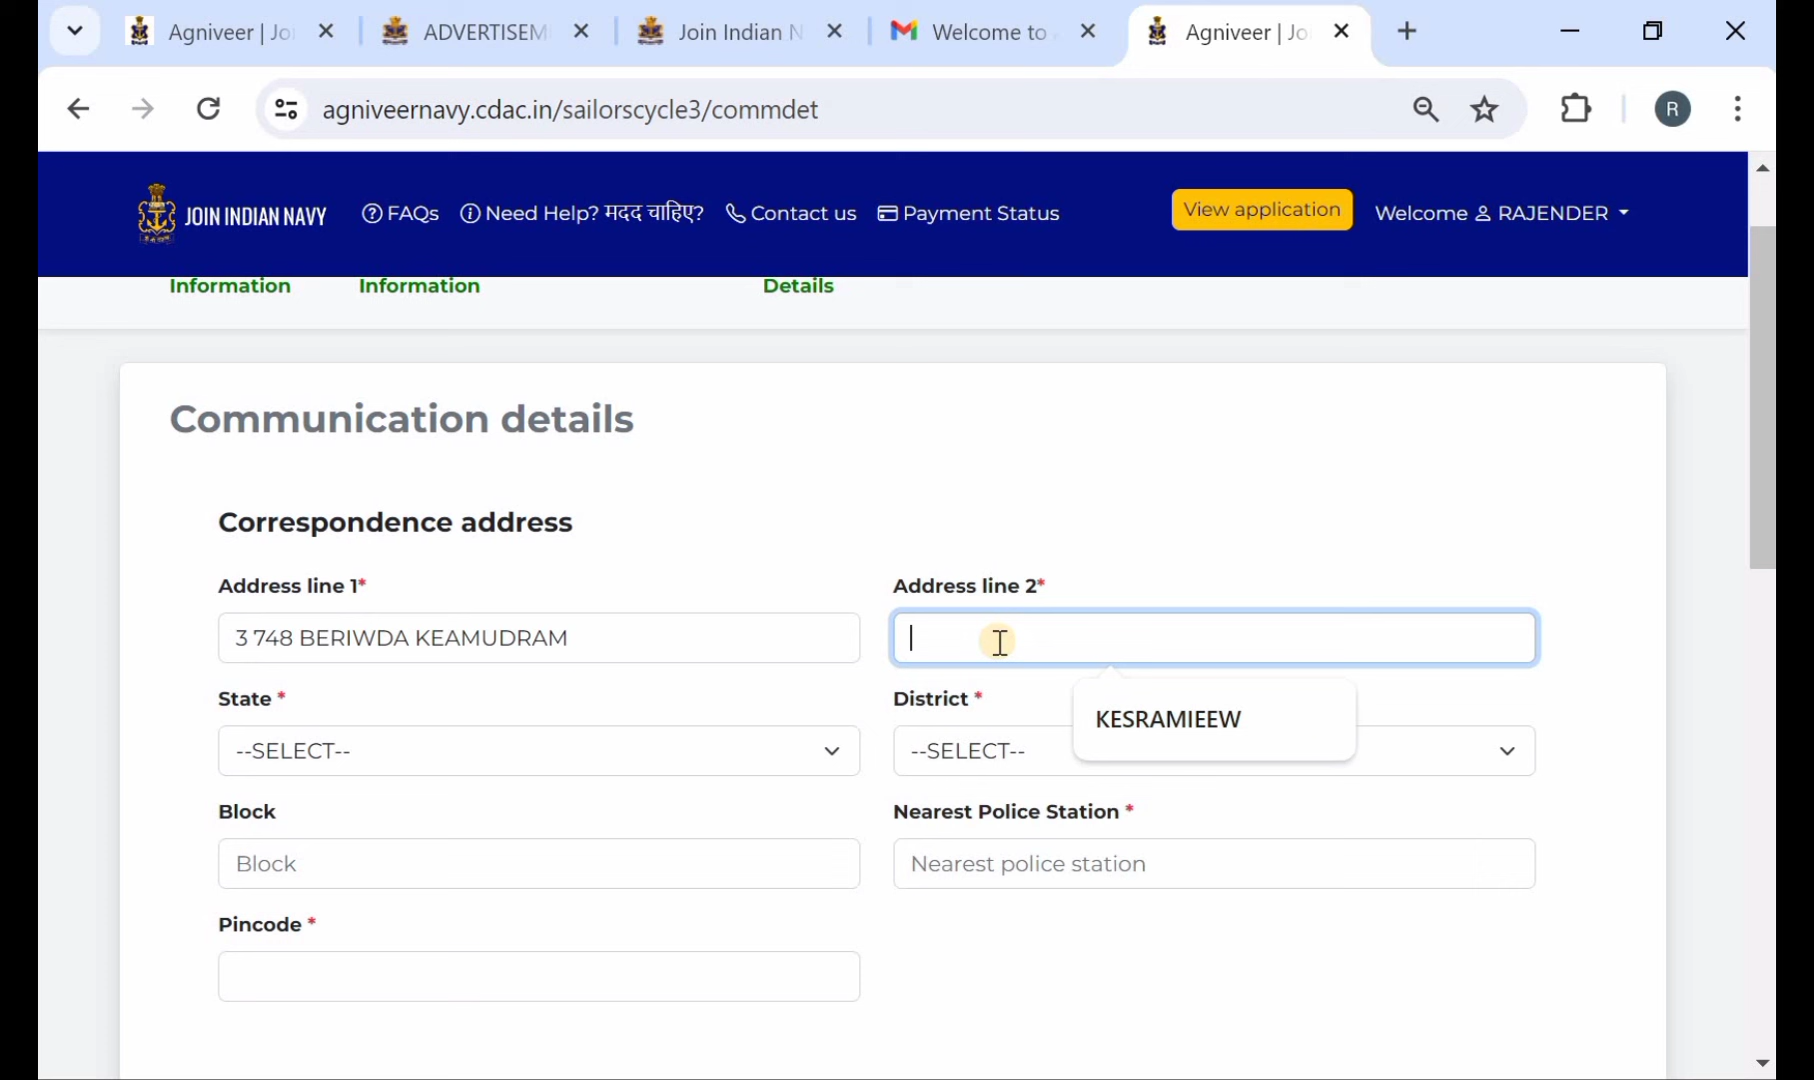 Agniveer | Jo
ADVERTISEM
Join Indian N
Welcome to
Agniveer | Jo
agniveernavy.cdac.in/sailorscycle3/commdet
R
JOIN INDIAN NAVY
FAQs
Need Help? मदद चाहिए?
Contact us
Payment Status
View application
Welcome RAJENDER
Information
Information
Details
Communication details
Correspondence address
Address line 1*
Address line 2*
3 748 BERIWDA KEAMUDRAM
State *
District *
KESRAMIEEW
--SELECT--
--SELECT--
Block
Nearest Police Station *
Block
Nearest police station
Pincode *